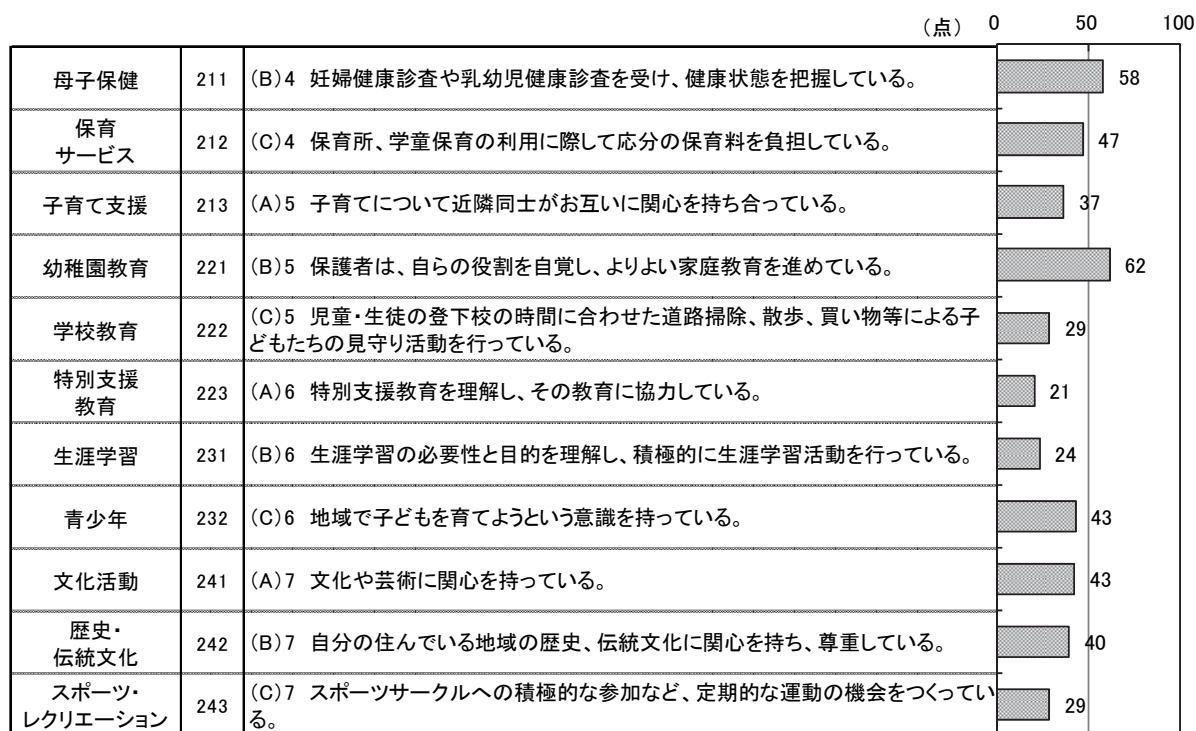 (点) 0 50 100
母子保健 211 (B)4 妊婦健康診査や乳幼児健康診査を受け、健康状態を把握している。 58
保育
サービス 212 (C)4 保育所、学童保育の利用に際して応分の保育料を負担している。 47
子育て支援 213 (A)5 子育てについて近隣同士がお互いに関心を持ち合っている。 37
幼稚園教育 221 (B)5 保護者は、自らの役割を自覚し、よりよい家庭教育を進めている。 62
学校教育 222 (C)5 児童・生徒の登下校の時間に合わせた道路掃除、散歩、買い物等による子
どもたちの見守り活動を行っている。 29
特別支援
教育 223 (A)6 特別支援教育を理解し、その教育に協力している。 21
生涯学習 231 (B)6 生涯学習の必要性と目的を理解し、積極的に生涯学習活動を行っている。 24
青少年 232 (C)6 地域で子どもを育てようという意識を持っている。 43
文化活動 241 (A)7 文化や芸術に関心を持っている。 43
歴史・
伝統文化 242 (B)7 自分の住んでいる地域の歴史、伝統文化に関心を持ち、尊重している。 40
スポーツ・
レクリエーション 243 (C)7 スポーツサークルへの積極的な参加など、定期的な運動の機会をつくってい
る。 29